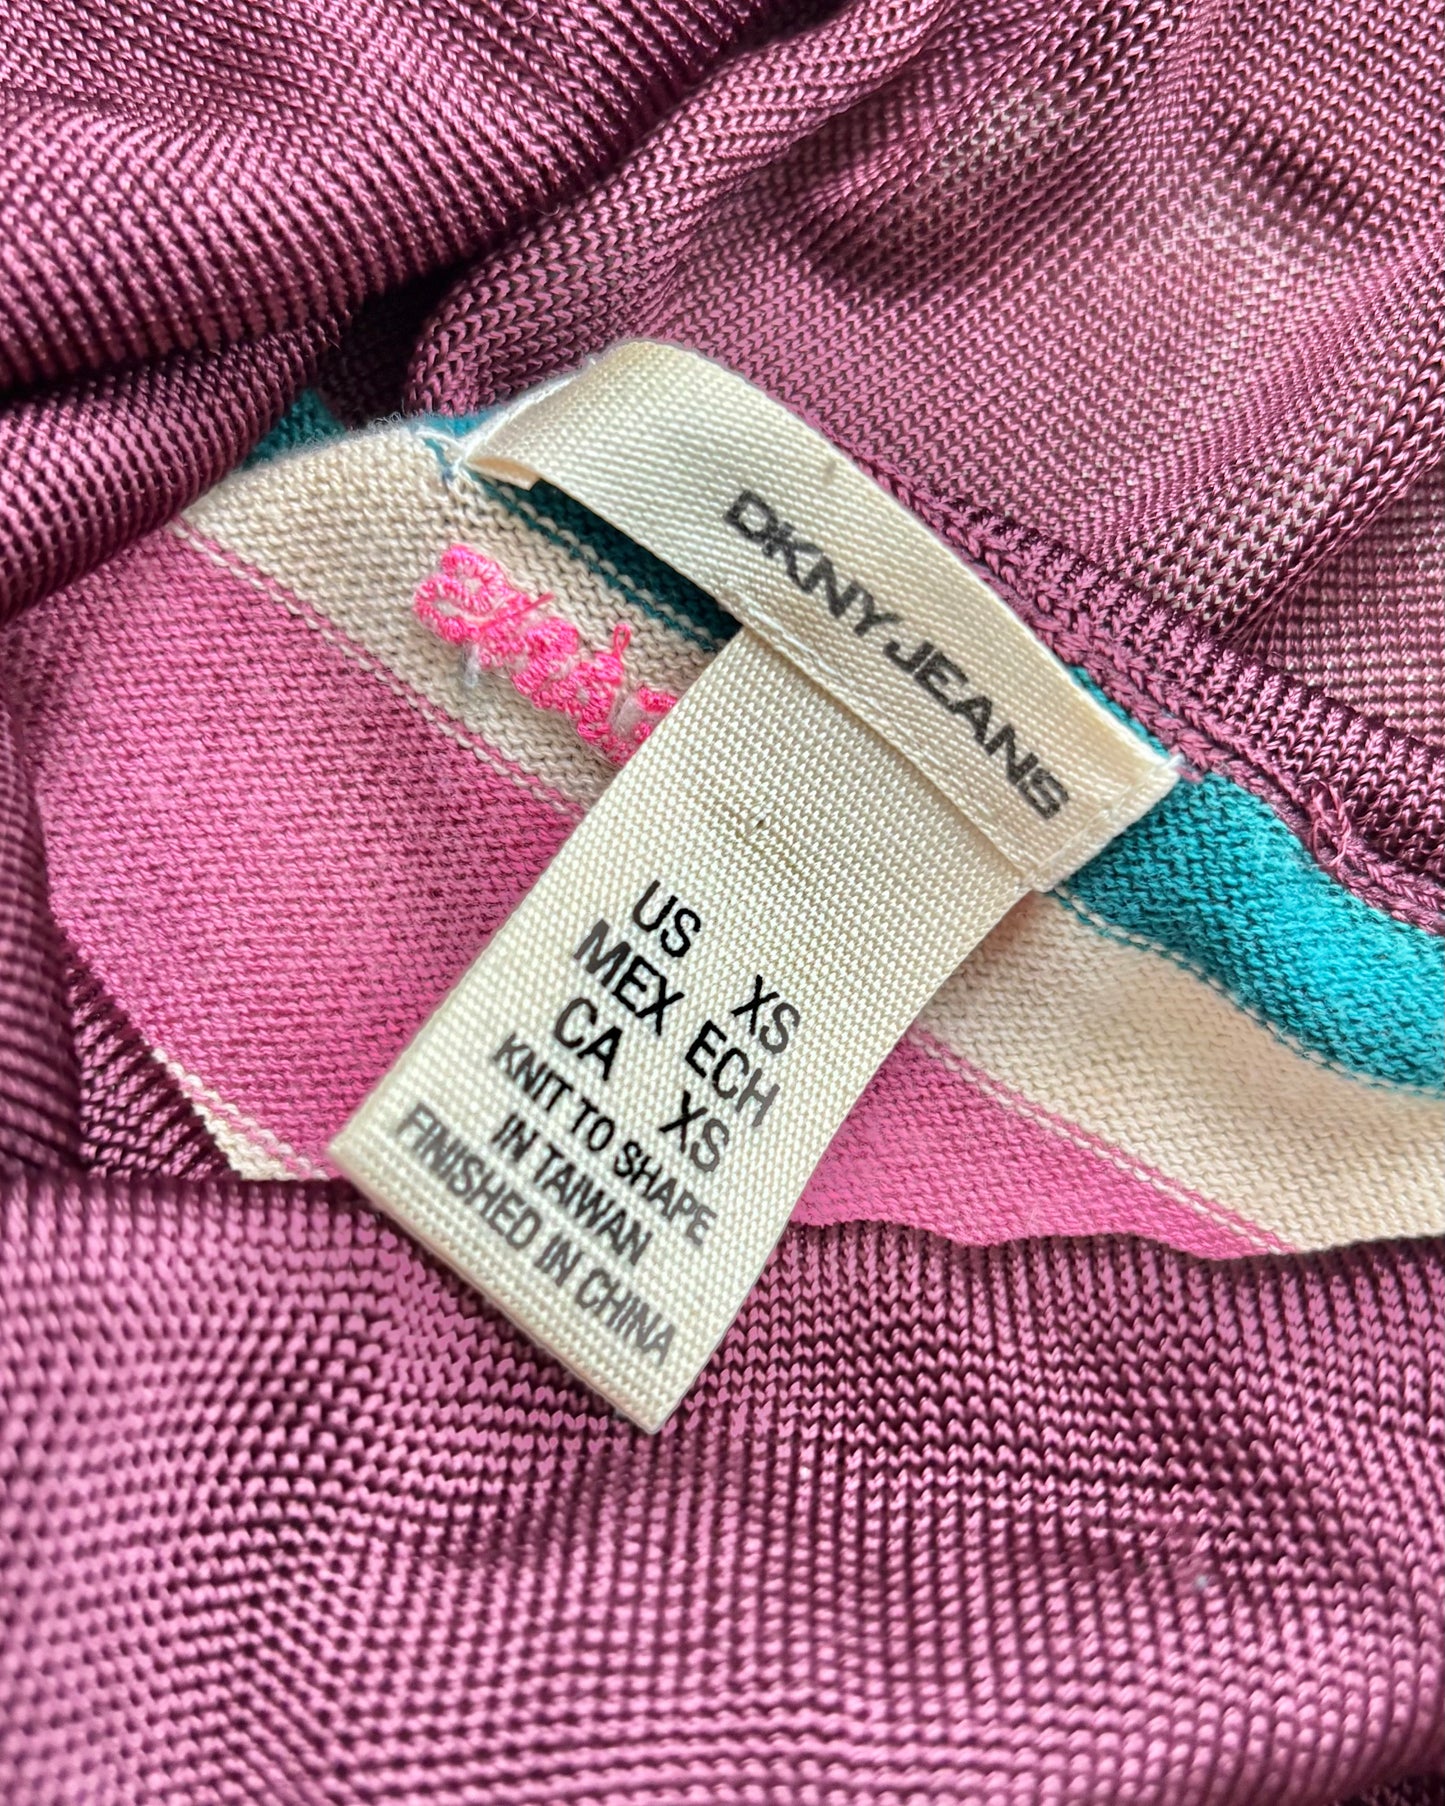 DKNY JEANS
US XS
MEX ECH
CA XS
KNIT TO SHAPE
IN TAIWAN
FINISHED IN CHINA